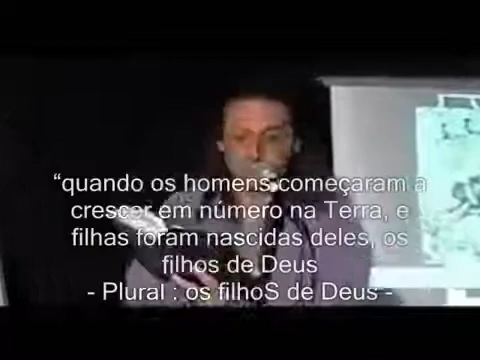 “quando os homens começaram a
crescer em número na Terra, e
filhas foram nascidas deles, os
filhos de Deus
- Plural : os filhoS de Deus -